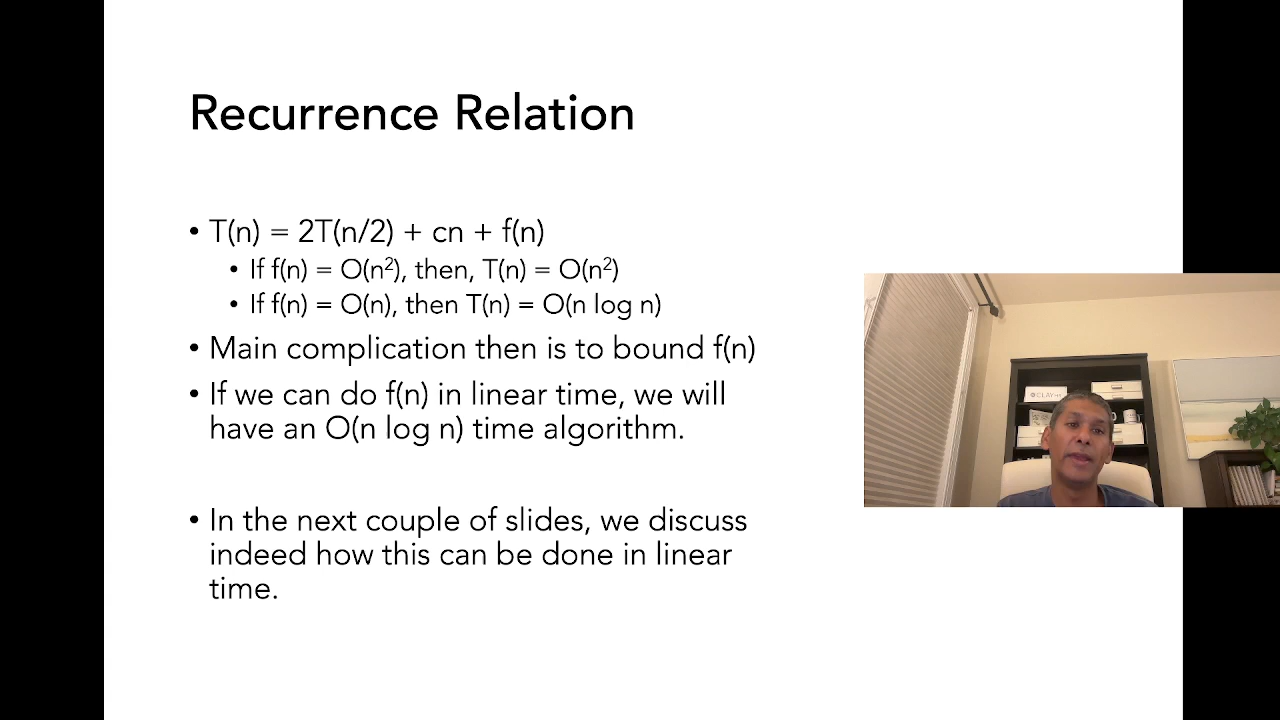 Recurrence Relation
• T(n) = 2T(n/2) + cn + f(n)
• If f(n) = O(n²), then, T(n) = O(n²)
• If f(n) = O(n), then T(n) = O(n log n)
• Main complication then is to bound f(n)
• If we can do f(n) in linear time, we will
have an O(n log n) time algorithm.
• In the next couple of slides, we discuss
indeed how this can be done in linear
time.
CLAY